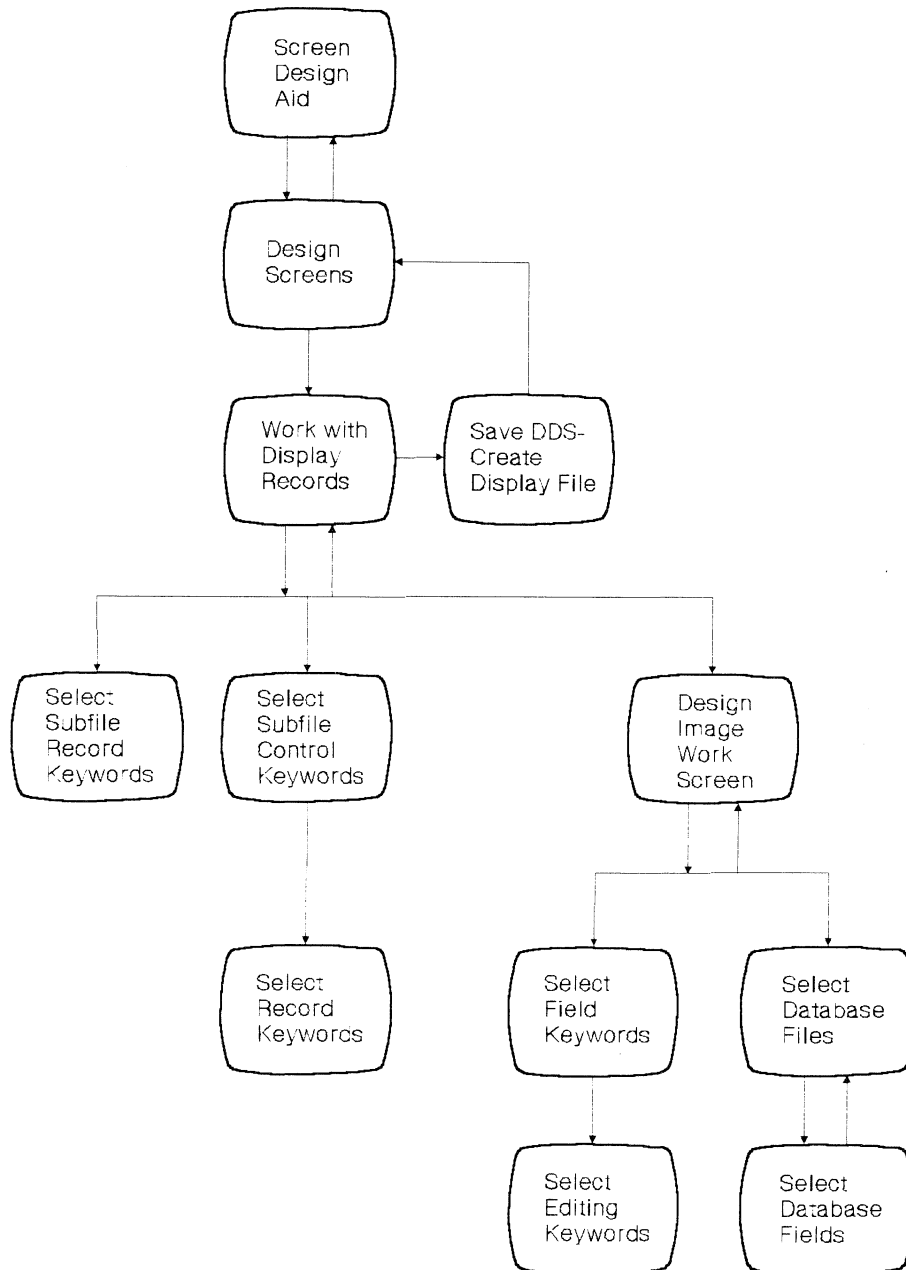 Screen
Design
Aid
Design
Screens
Work with
Display
Records
Save DDS-
Create
Display File
Select
Subfile
Record
Keywords
Select
Subfile
Control
Keywords
Design
Image
Work
Screen
Select
Record
Keywords
Select
Field
Keywords
Select
Database
Files
Select
Editing
Keywords
Select
Database
Fields